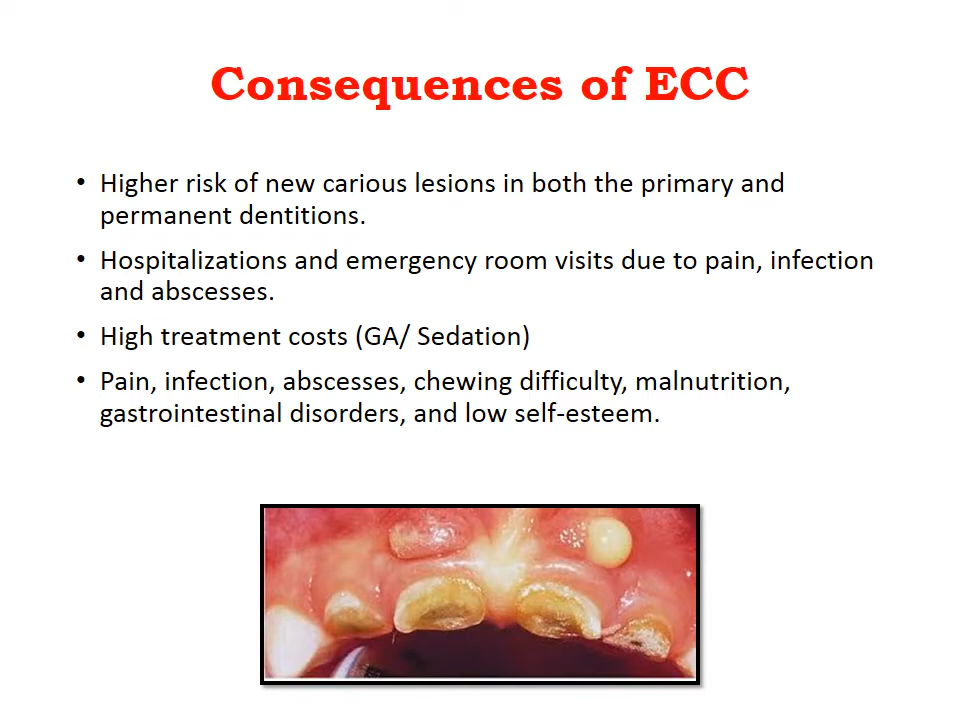 Consequences of ECC
• Higher risk of new carious lesions in both the primary and
permanent dentitions.
• Hospitalizations and emergency room visits due to pain, infection
and abscesses.
• High treatment costs (GA/ Sedation)
• Pain, infection, abscesses, chewing difficulty, malnutrition,
gastrointestinal disorders, and low self-esteem.